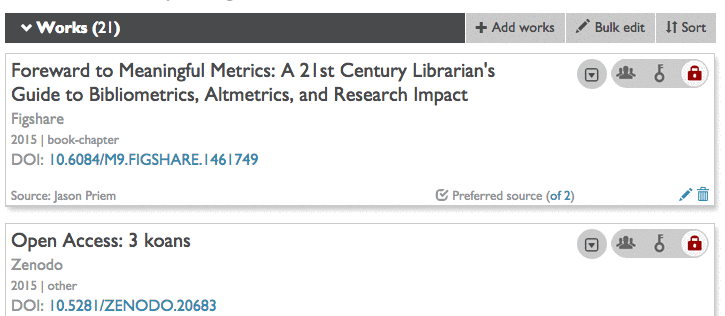 Works (21)
Add works
Bulk edit
Sort
Foreward to Meaningful Metrics: A 21st Century Librarian's
Guide to Bibliometrics, Altmetrics, and Research Impact
Figshare
2015 | book-chapter
DOI: 10.6084/M9.FIGSHARE.1461749
Source: Jason Priem
Preferred source (of 2)
Open Access: 3 koans
Zenodo
2015 | other
DOI: 10.5281/ZENODO.20683